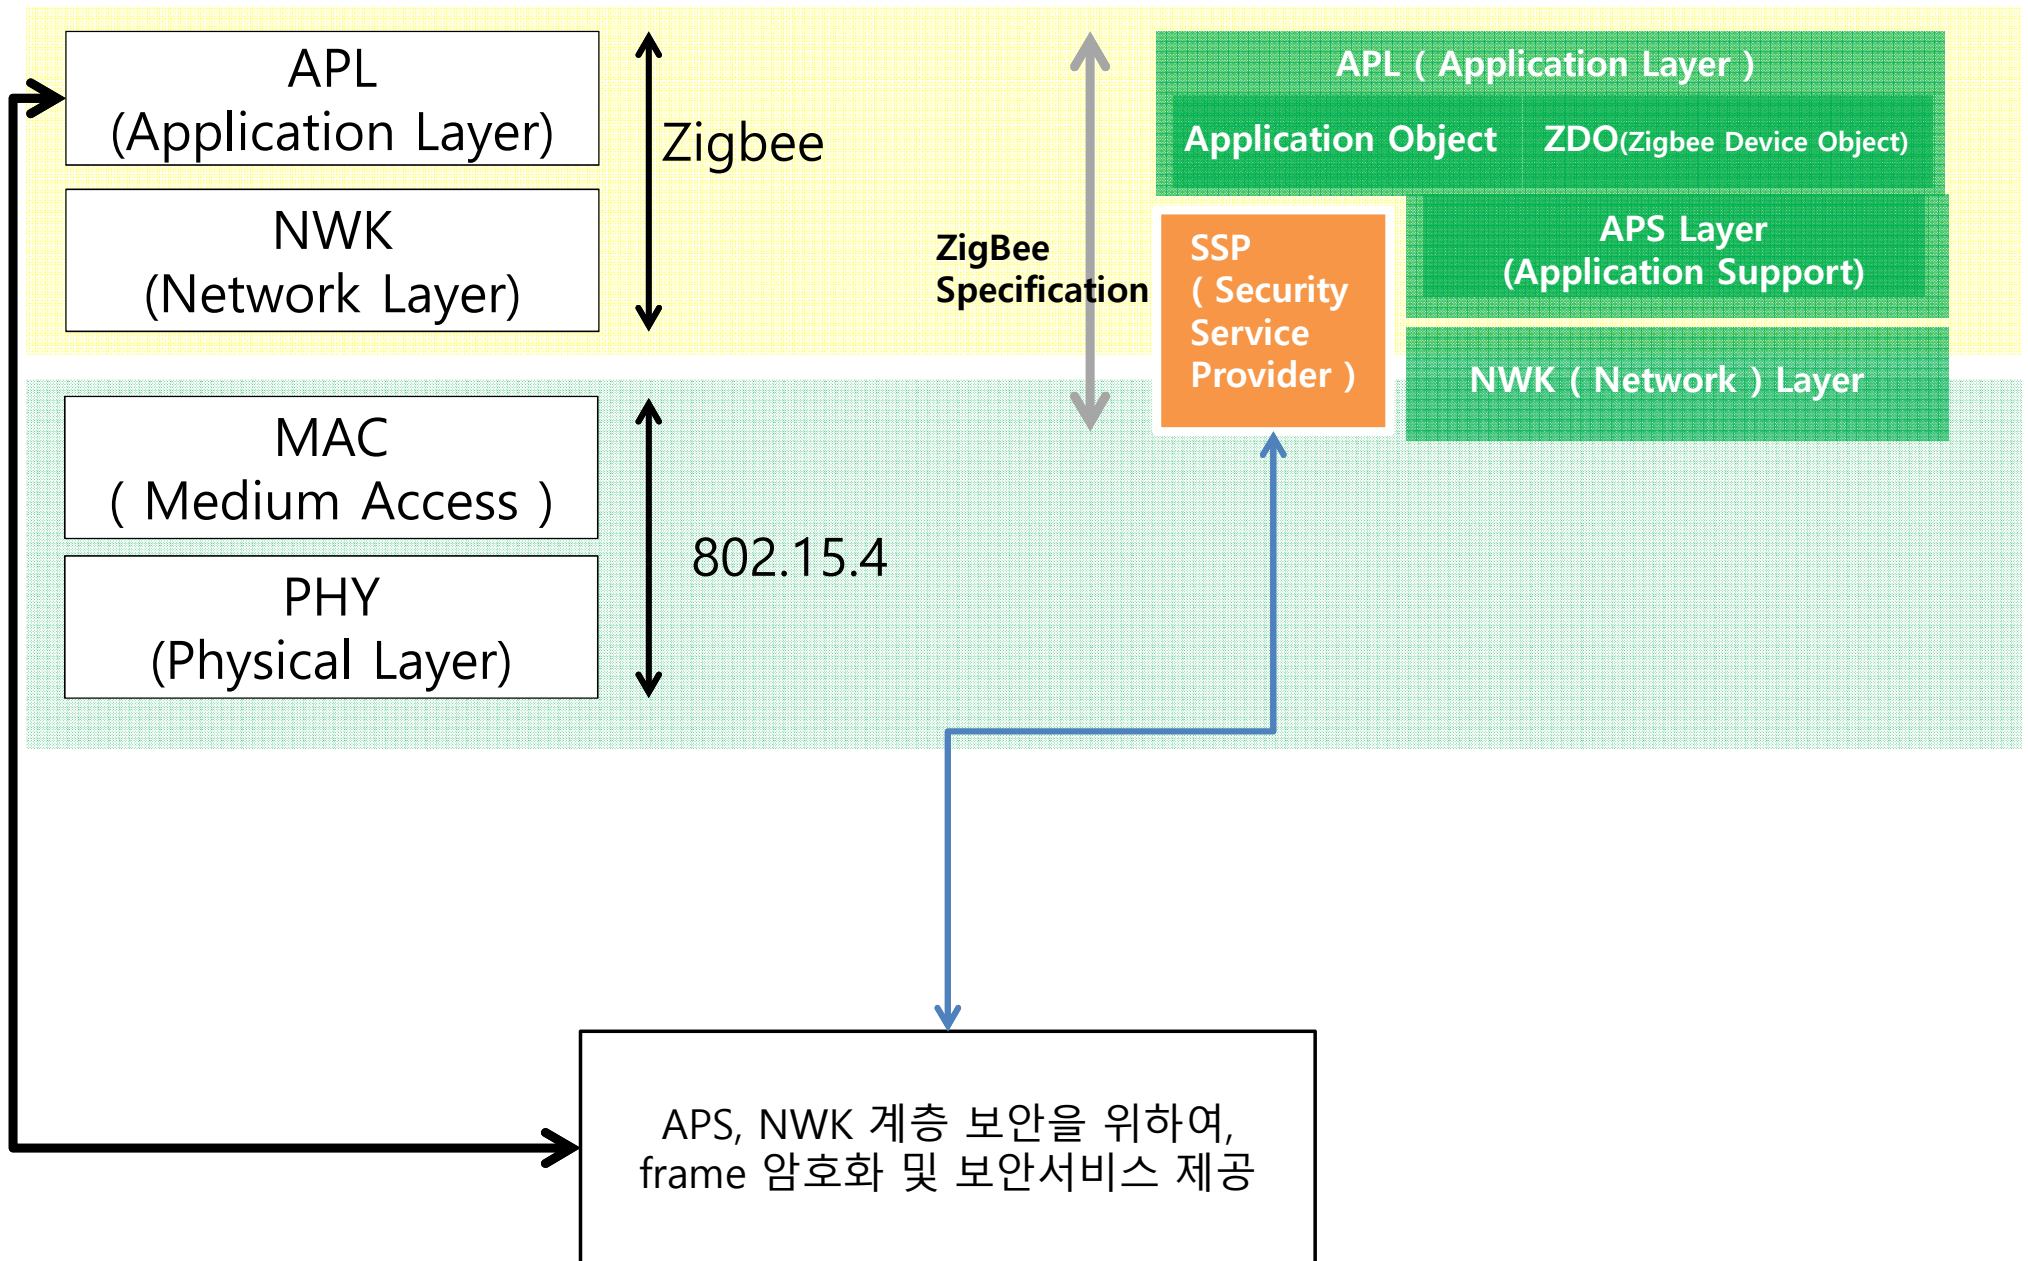 APL
(Application Layer)
NWK
(Network Layer)
Zigbee
MAC
( Medium Access )
PHY
(Physical Layer)
802.15.4
ZigBee
Specification
APL ( Application Layer )
Application Object
ZDO(Zigbee Device Object)
SSP
( Security
Service
Provider )
APS Layer
(Application Support)
NWK ( Network ) Layer
APS, NWK 계층 보안을 위하여,
frame 암호화 및 보안서비스 제공